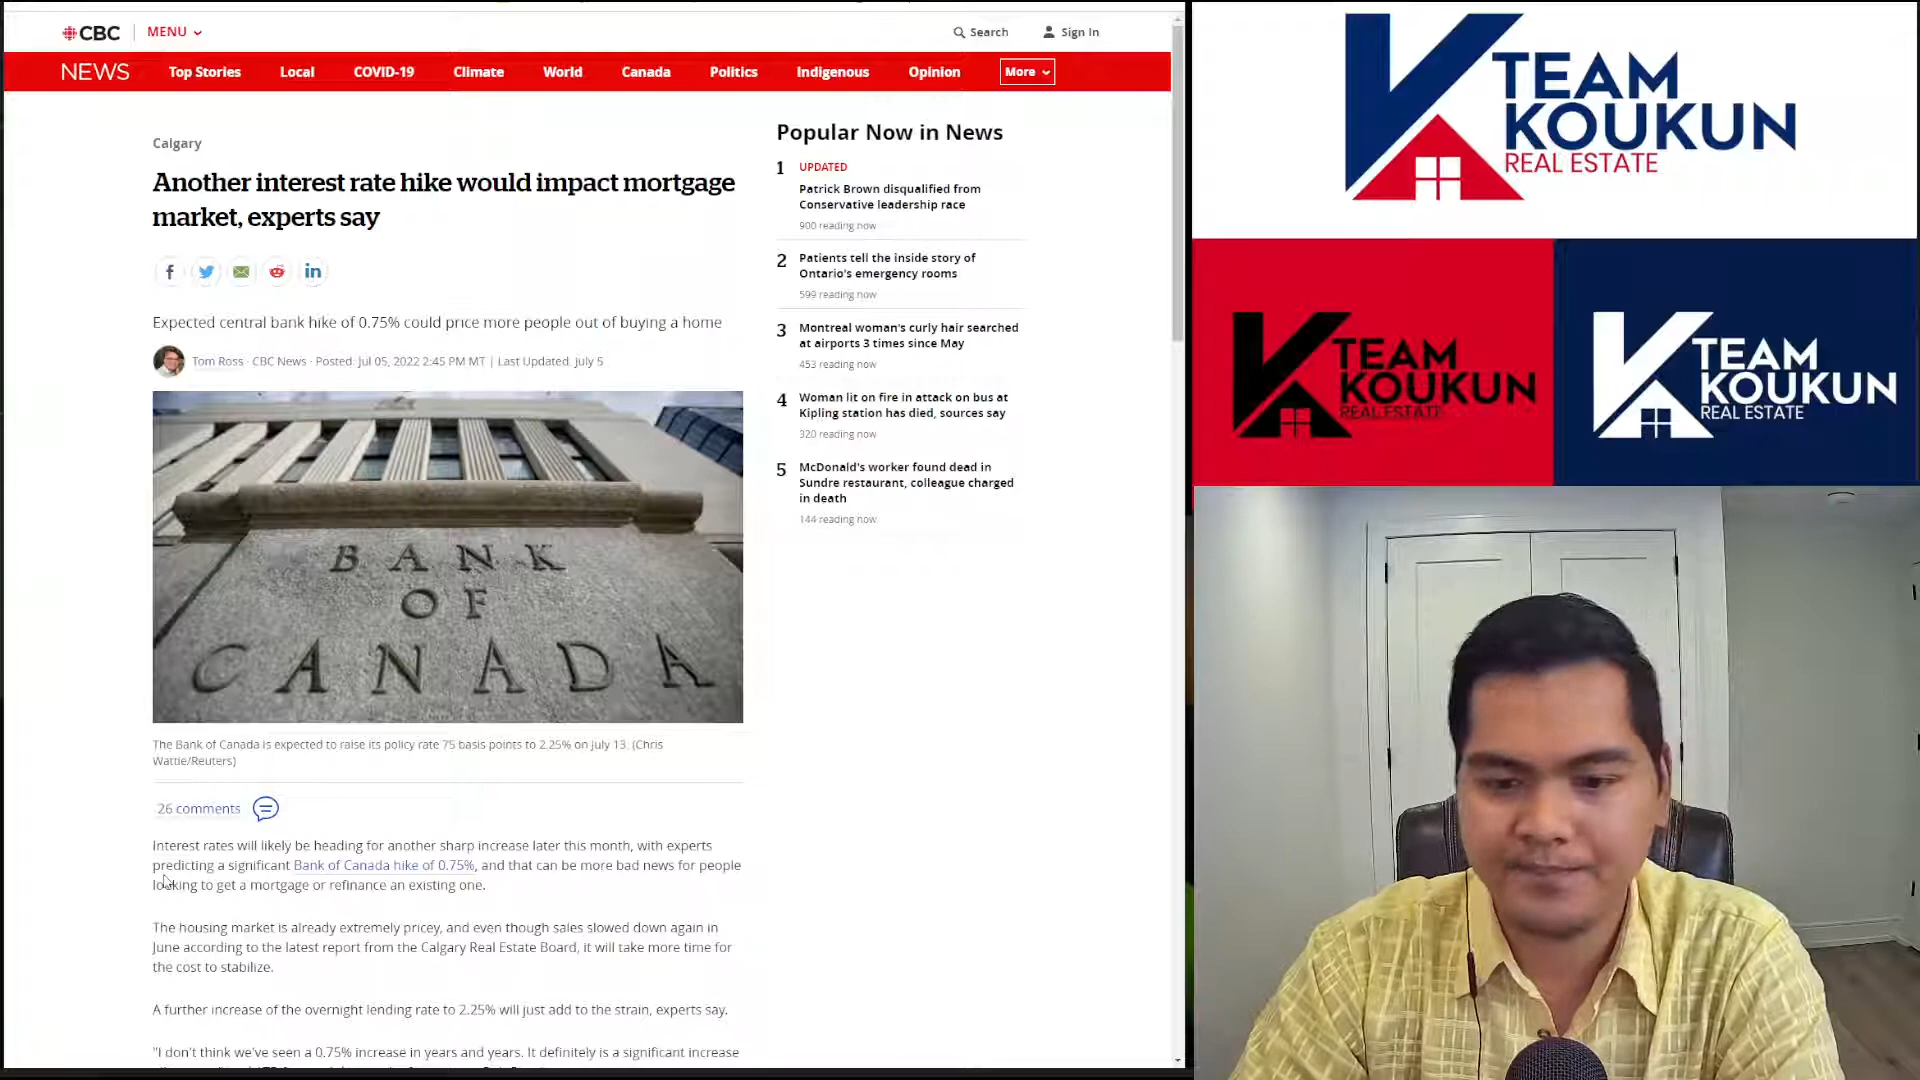 CBC
MENU
Search
Sign In
NEWS
Top Stories
Local
COVID-19
Climate
World
Canada
Politics
Indigenous
Opinion
More
Calgary
Another interest rate hike would impact mortgage
market, experts say
Expected central bank hike of 0.75% could price more people out of buying a home
Tom Ross · CBC News · Posted: Jul 05, 2022 2:45 PM MT | Last Updated: July 5
BANK
OF
CANADA
The Bank of Canada is expected to raise its policy rate 75 basis points to 2.25% on July 13. (Chris
Wattie/Reuters)
26 comments
Interest rates will likely be heading for another sharp increase later this month, with experts
predicting a significant Bank of Canada hike of 0.75%, and that can be more bad news for people
looking to get a mortgage or refinance an existing one.
The housing market is already extremely pricey, and even though sales slowed down again in
June according to the latest report from the Calgary Real Estate Board, it will take more time for
the cost to stabilize.
A further increase of the overnight lending rate to 2.25% will just add to the strain, experts say.
"I don't think we've seen a 0.75% increase in years and years. It definitely is a significant increase
Popular Now in News
1
UPDATED
Patrick Brown disqualified from
Conservative leadership race
900 reading now
2
Patients tell the inside story of
Ontario's emergency rooms
599 reading now
3
Montreal woman's curly hair searched
at airports 3 times since May
453 reading now
4
Woman lit on fire in attack on bus at
Kipling station has died, sources say
320 reading now
5
McDonald's worker found dead in
Sundre restaurant, colleague charged
in death
144 reading now
TEAM
KOUKUN
REAL ESTATE
TEAM
KOUKUN
REAL ESTATE
TEAM
KOUKUN
REAL ESTATE